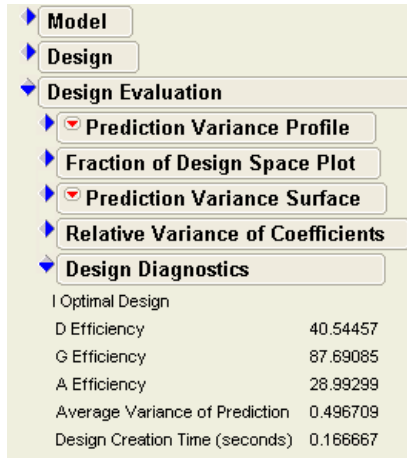 Model
Design
Design Evaluation
Prediction Variance Profile
Fraction of Design Space Plot
Prediction Variance Surface
Relative Variance of Coefficients
Design Diagnostics
I Optimal Design
D Efficiency 40.54457
G Efficiency 87.69085
A Efficiency 28.99299
Average Variance of Prediction 0.496709
Design Creation Time (seconds) 0.166667